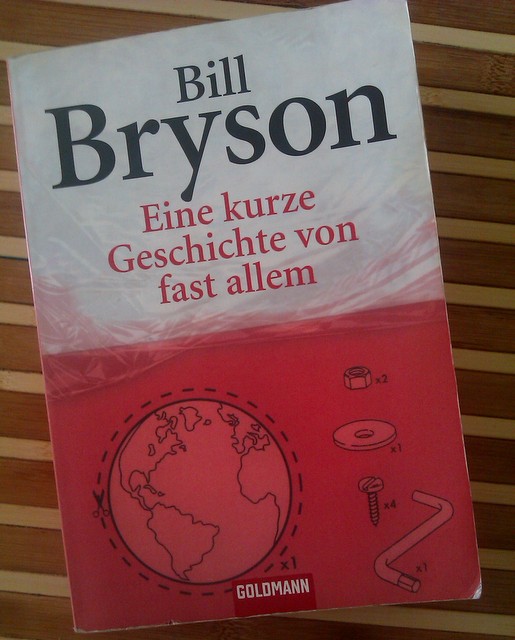 Bill
Bryson
Eine kurze
Geschichte von
fast allem
x2
x1
x4
x1
x1
GOLDMANN